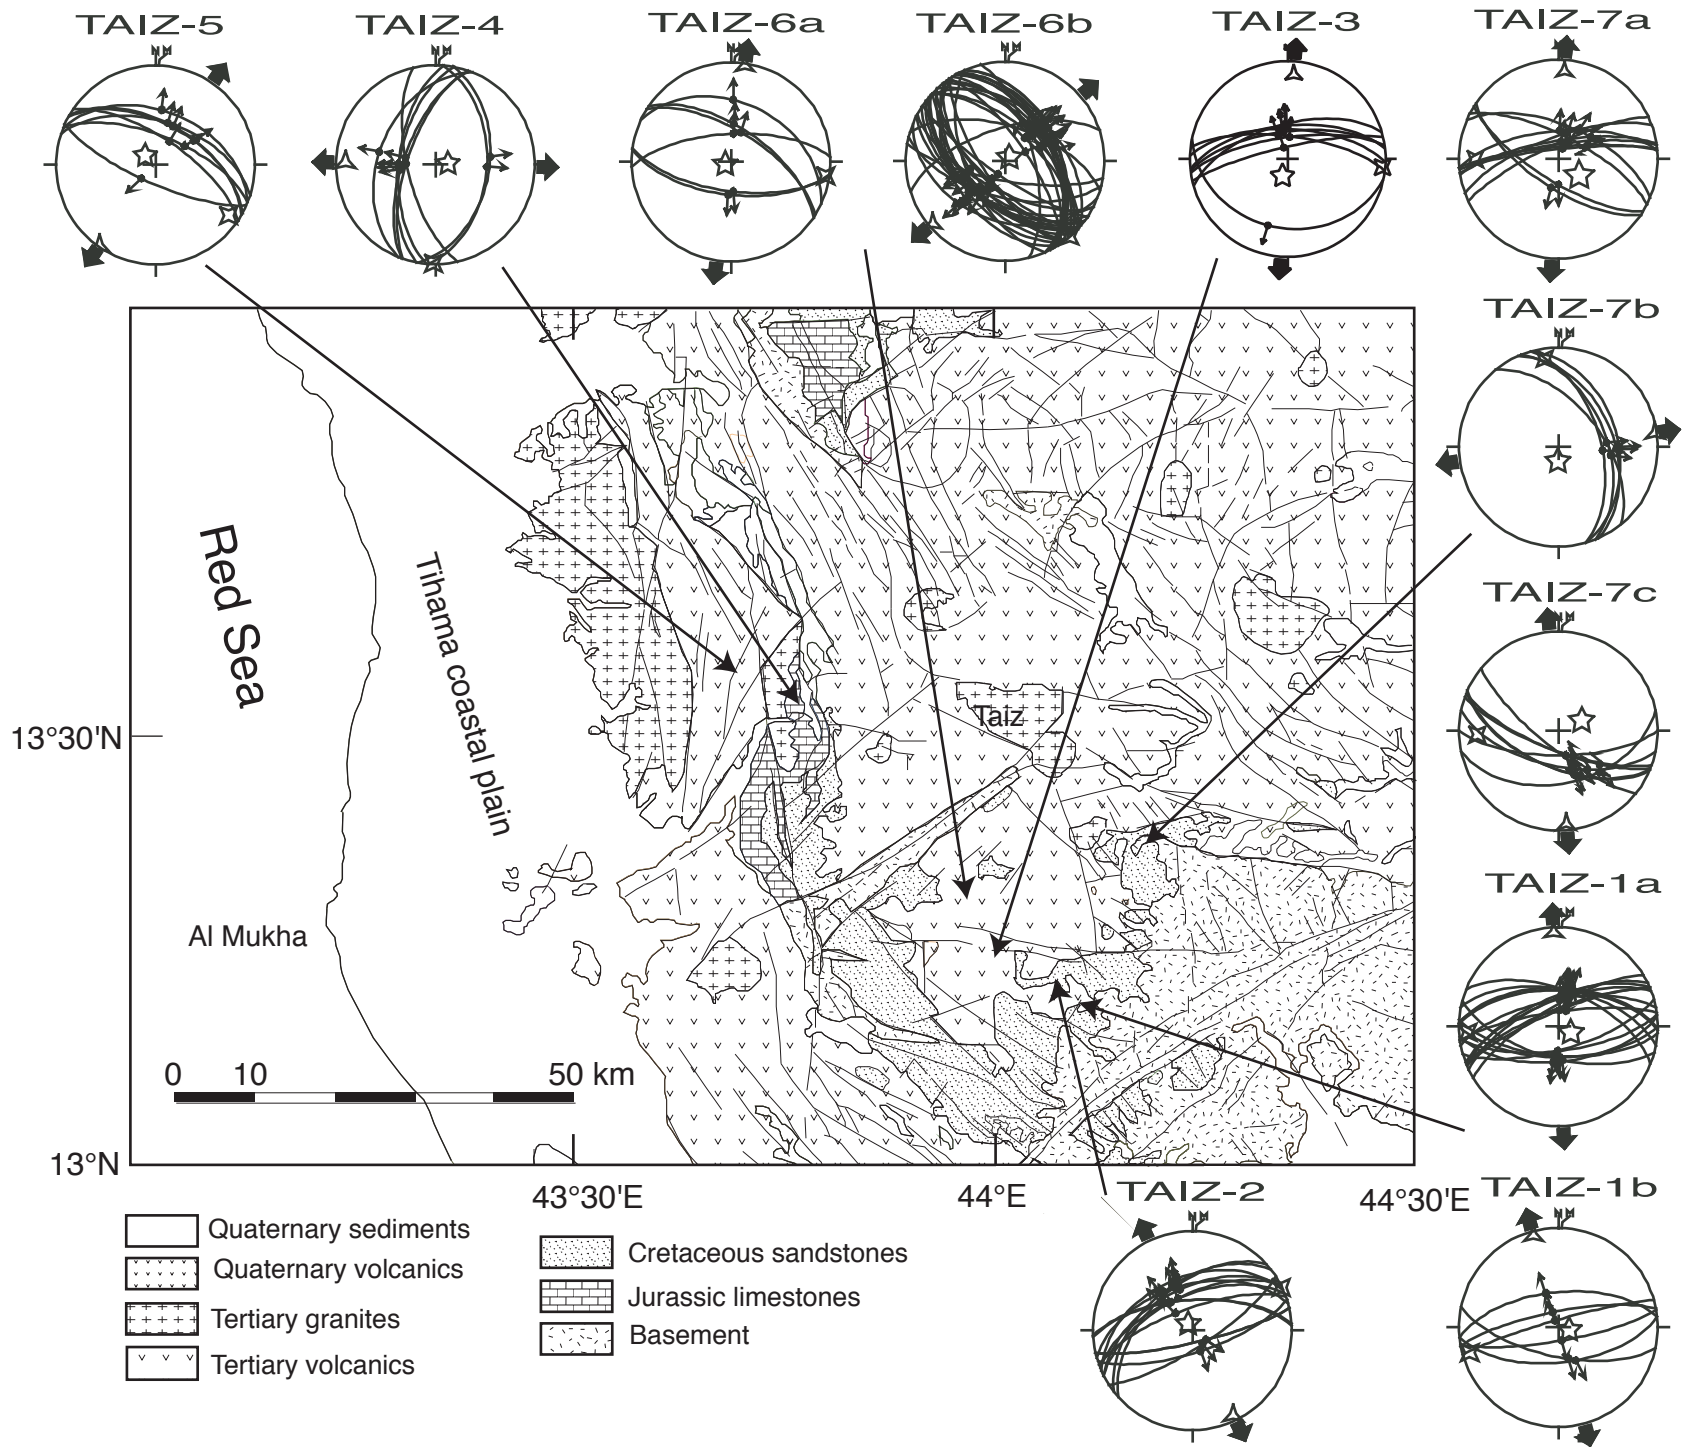 TAIZ-5
TAIZ-4
TAIZ-6a
TAIZ-6b
TAIZ-3
TAIZ-7a
TAIZ-7b
TAIZ-7c
TAIZ-1a
Red Sea
Tihama coastal plain
Taiz
13°30'N
Al Mukha
0 10 50 km
13°N
43°30'E
44°E
44°30'E
TAIZ-2
TAIZ-1b
Quaternary sediments
Quaternary volcanics
Tertiary granites
Tertiary volcanics
Cretaceous sandstones
Jurassic limestones
Basement